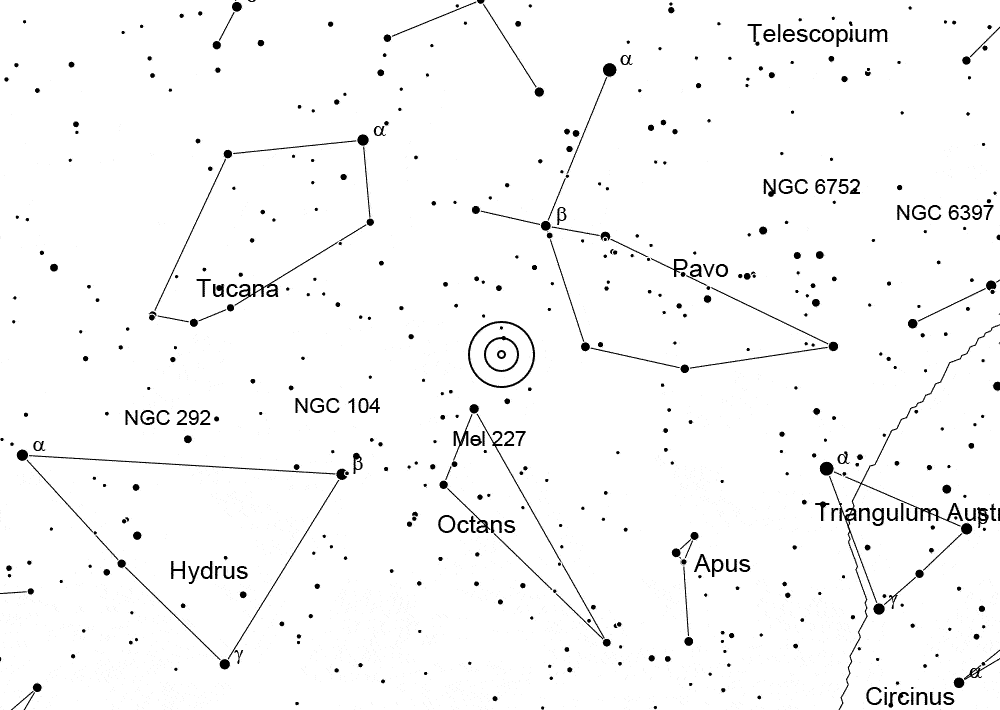 Telescopium
α
α
NGC 6752
NGC 6397
β
Pavo
Tucana
NGC 104
NGC 292
Mel 227
α
β
α
Octans
Triangulum Austr
β
Apus
Hydrus
γ
γ
α
Circinus